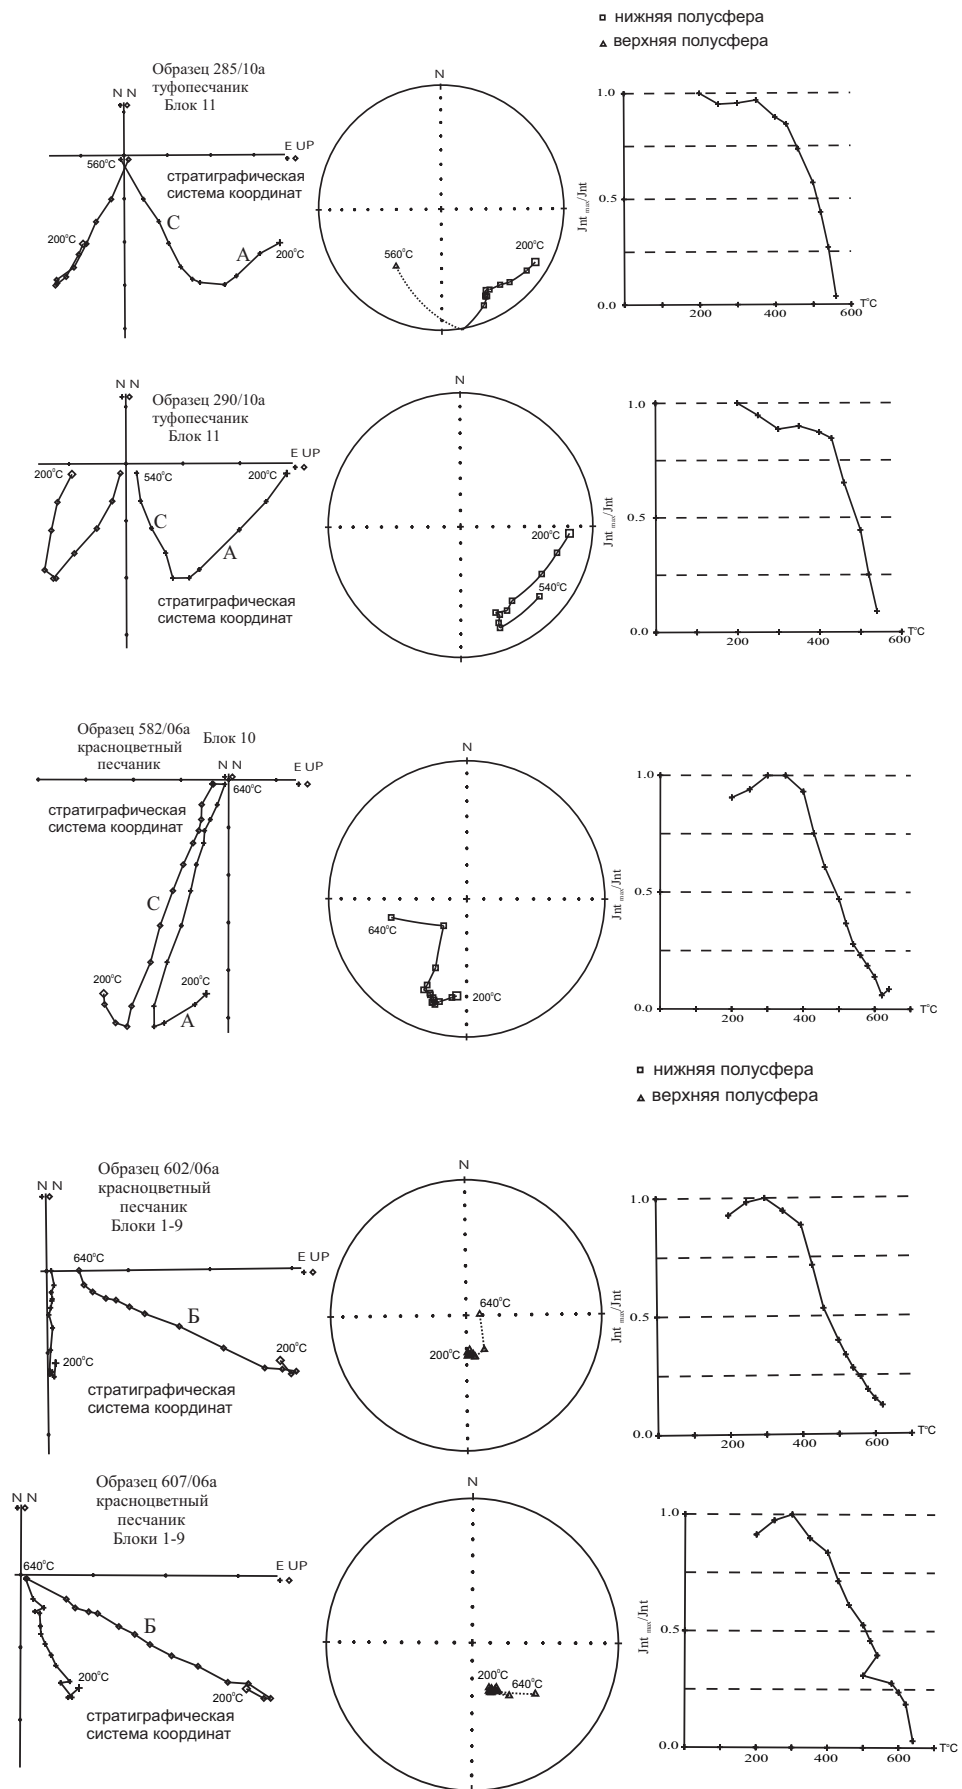 нижняя полусфера
верхняя полусфера
Образец 285/10а
туфопесчаник
Блок 11
N N
E UP
560°C
стратиграфическая
система координат
200°C
C
A
200°C
N
560°C
200°C
Jnt max/Jnt
1.0
0.5
0.0
200
400
600
T°C
Образец 290/10а
туфопесчаник
Блок 11
N N
E UP
200°C
540°C
200°C
C
A
стратиграфическая
система координат
N
200°C
540°C
Jnt max/Jnt
1.0
0.5
0.0
200
400
600
T°C
Образец 582/06а
красноцветный
песчаник
Блок 10
N N
E UP
640°C
стратиграфическая
система координат
C
200°C
200°C
A
N
640°C
200°C
Jnt max/Jnt
1.0
0.5
0.0
200
400
600
T°C
нижняя полусфера
верхняя полусфера
Образец 602/06а
красноцветный
песчаник
Блоки 1-9
N N
E UP
640°C
Б
200°C
200°C
стратиграфическая
система координат
N
640°C
200°C
Jnt max/Jnt
1.0
0.5
0.0
200
400
600
T°C
Образец 607/06а
красноцветный
песчаник
Блоки 1-9
N N
E UP
640°C
Б
200°C
200°C
стратиграфическая
система координат
N
200°C
640°C
Jnt max/Jnt
1.0
0.5
0.0
200
400
600
T°C